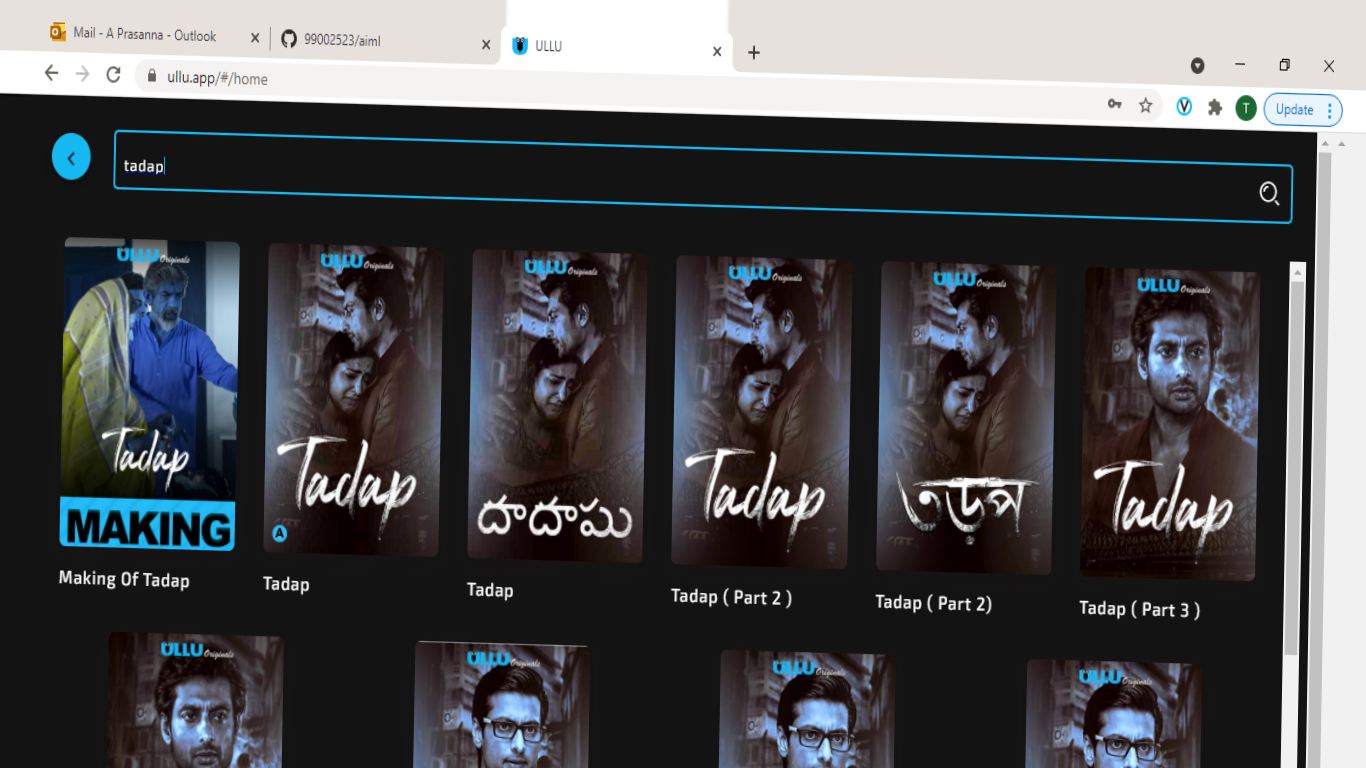 Mail - A Prasanna - Outlook
99002523/aiml
ULLU
ullu.app/#/home
T
Update
tadap
ULLU Originals
Tadap
MAKING
Making Of Tadap
ULLU Originals
Tadap
A
Tadap
ULLU Originals
దాదాపు
Tadap
ULLU Originals
Tadap
Tadap ( Part 2 )
ULLU Originals
তড়প
Tadap ( Part 2)
ULLU Originals
Tadap
Tadap ( Part 3 )
ULLU Originals
ULLU Originals
ULLU Originals
ULLU Originals